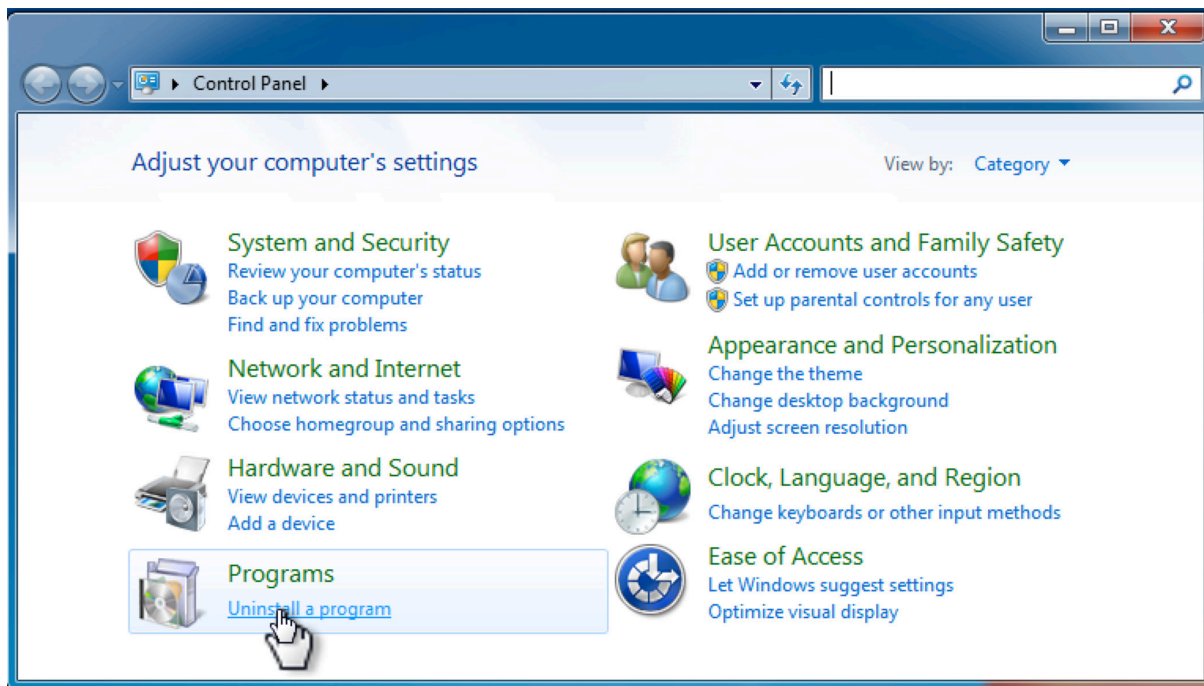 Control Panel
Adjust your computer's settings
View by: Category
System and Security
Review your computer's status
Back up your computer
Find and fix problems
Network and Internet
View network status and tasks
Choose homegroup and sharing options
Hardware and Sound
View devices and printers
Add a device
Programs
Uninstall a program
User Accounts and Family Safety
Add or remove user accounts
Set up parental controls for any user
Appearance and Personalization
Change the theme
Change desktop background
Adjust screen resolution
Clock, Language, and Region
Change keyboards or other input methods
Ease of Access
Let Windows suggest settings
Optimize visual display